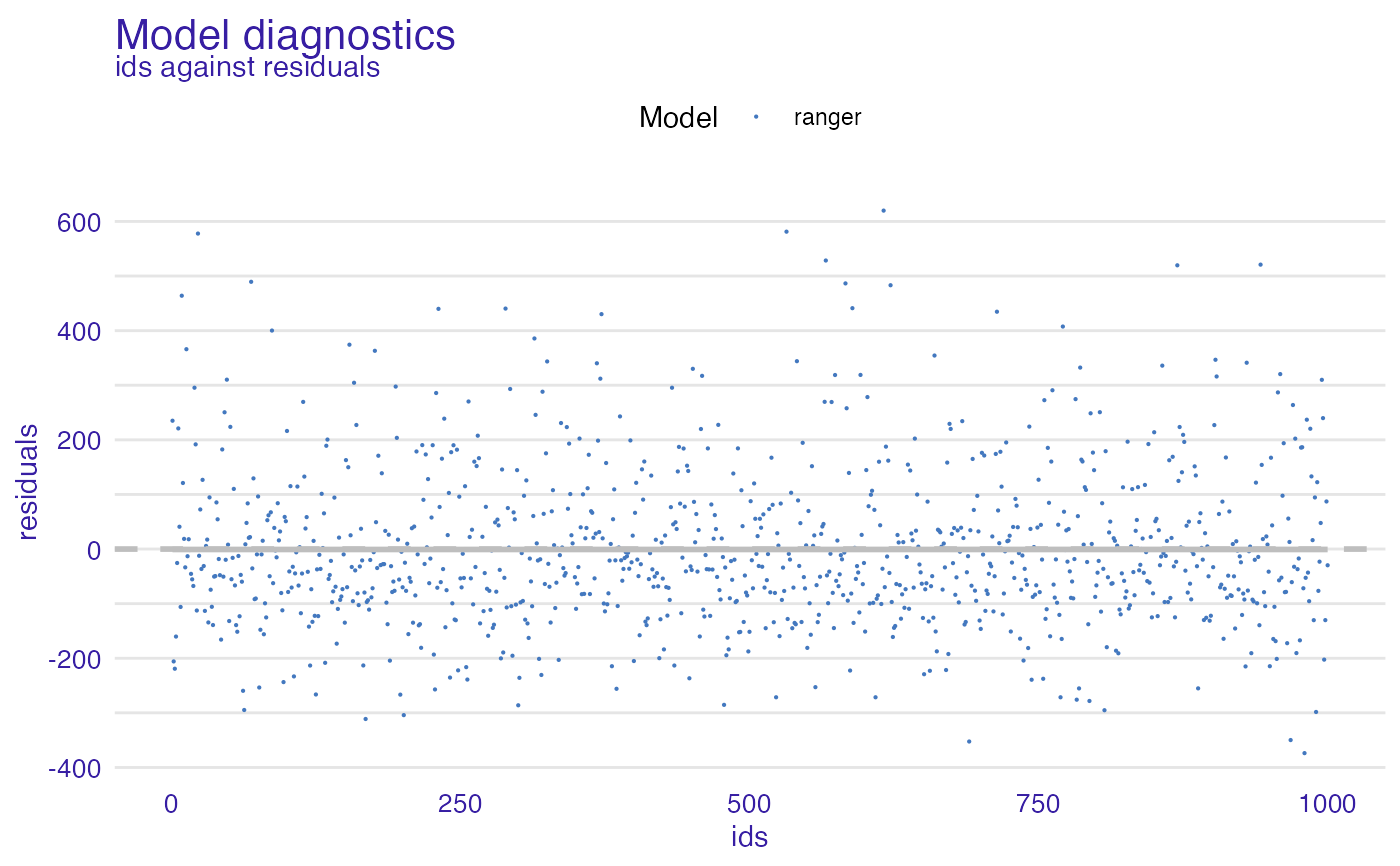 Model diagnostics
ids against residuals
Model ranger
600
400
200
0
-200
-400
residuals
0 250 500 750 1000
ids